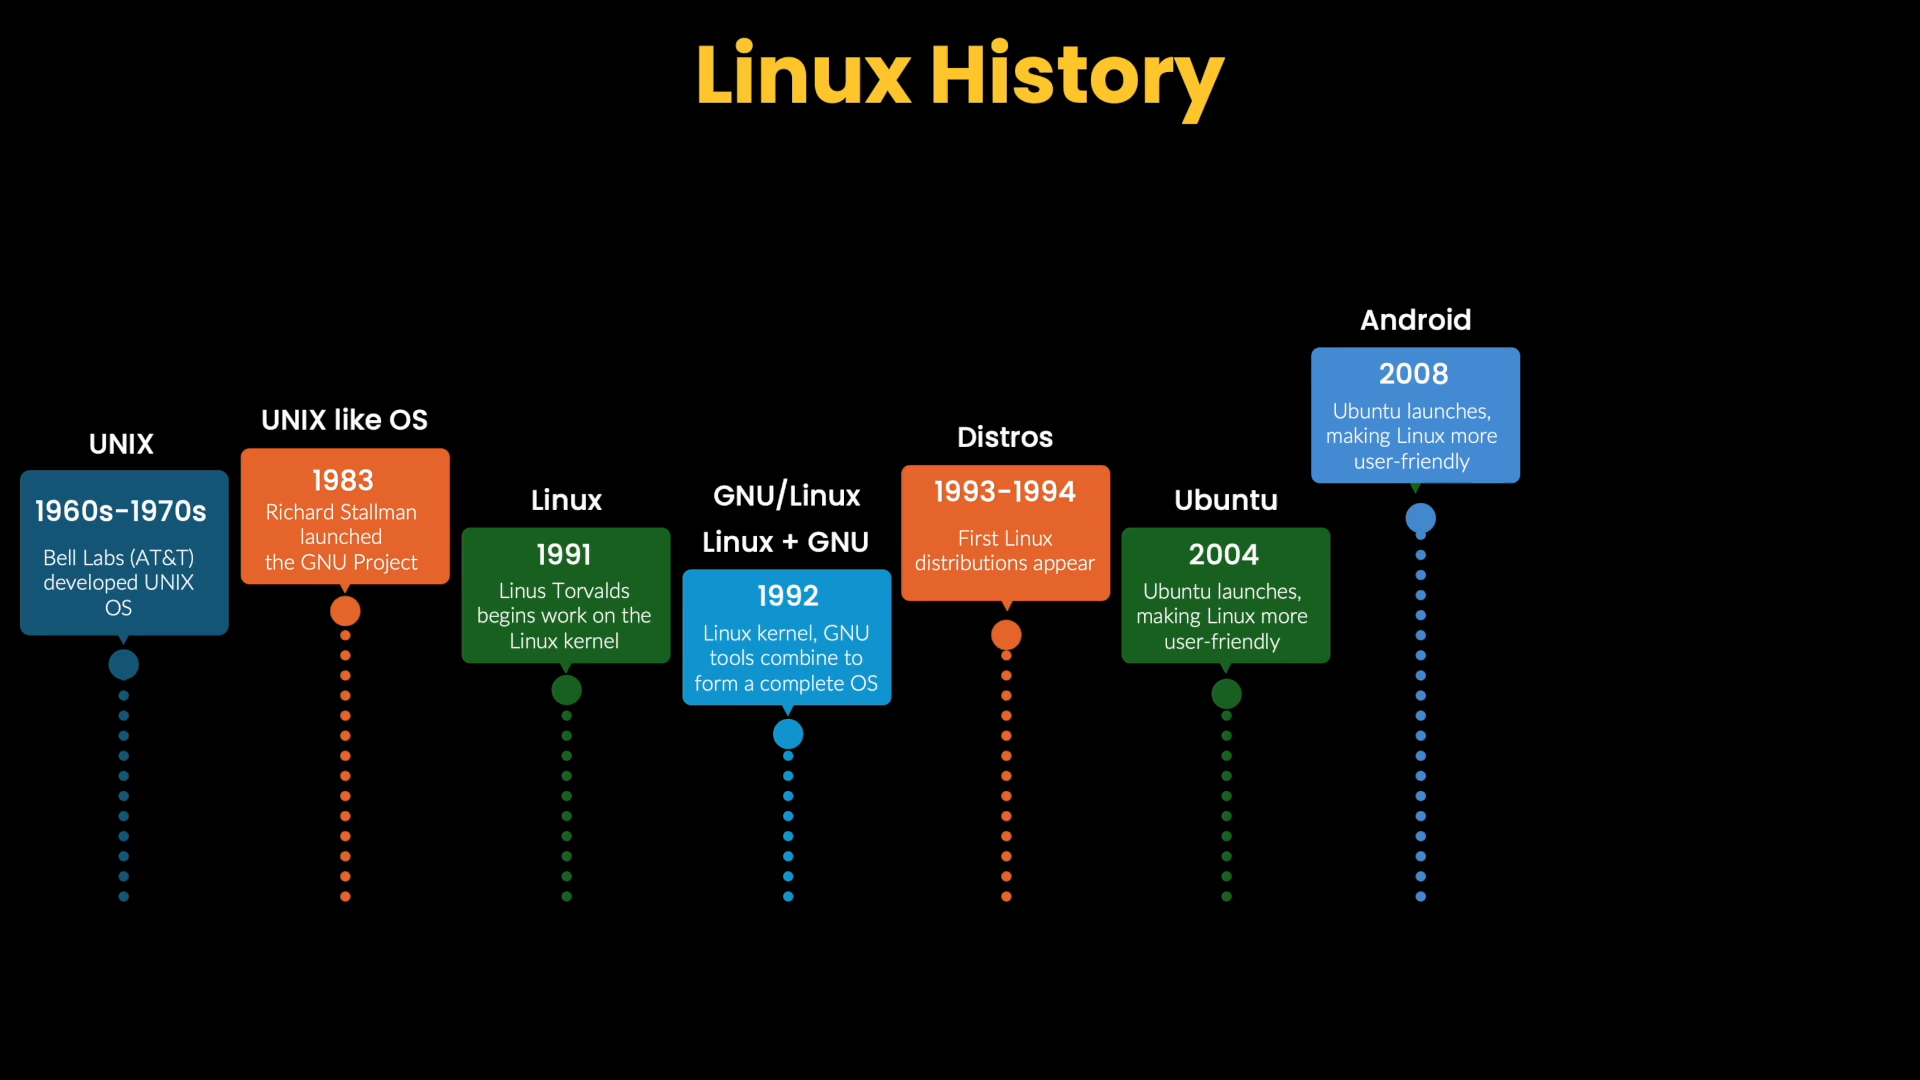 Linux History
UNIX
1960s-1970s
Bell Labs (AT&T)
developed UNIX
OS
UNIX like OS
1983
Richard Stallman
launched
the GNU Project
Linux
1991
Linus Torvalds
begins work on the
Linux kernel
GNU/Linux
Linux + GNU
1992
Linux kernel, GNU
tools combine to
form a complete OS
Distros
1993-1994
First Linux
distributions appear
Ubuntu
2004
Ubuntu launches,
making Linux more
user-friendly
Android
2008
Ubuntu launches,
making Linux more
user-friendly